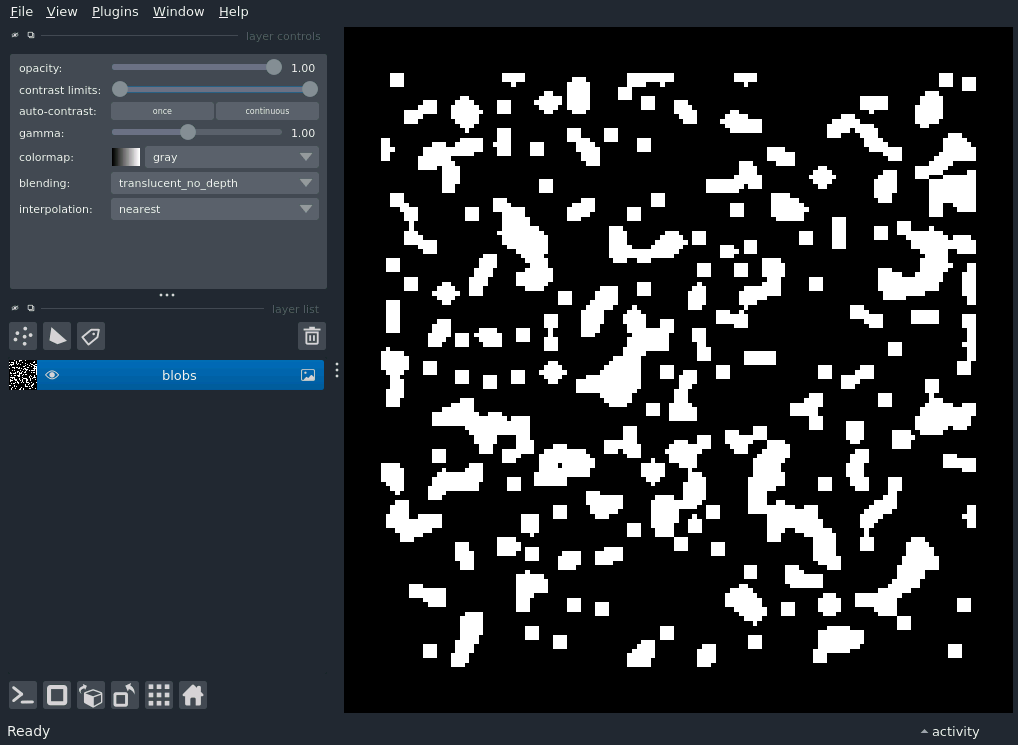 File View Plugins Window Help
layer controls
opacity: 1.00
contrast limits:
auto-contrast: once continuous
gamma: 1.00
colormap: gray
blending: translucent_no_depth
interpolation: nearest
layer list
blobs
Ready
activity